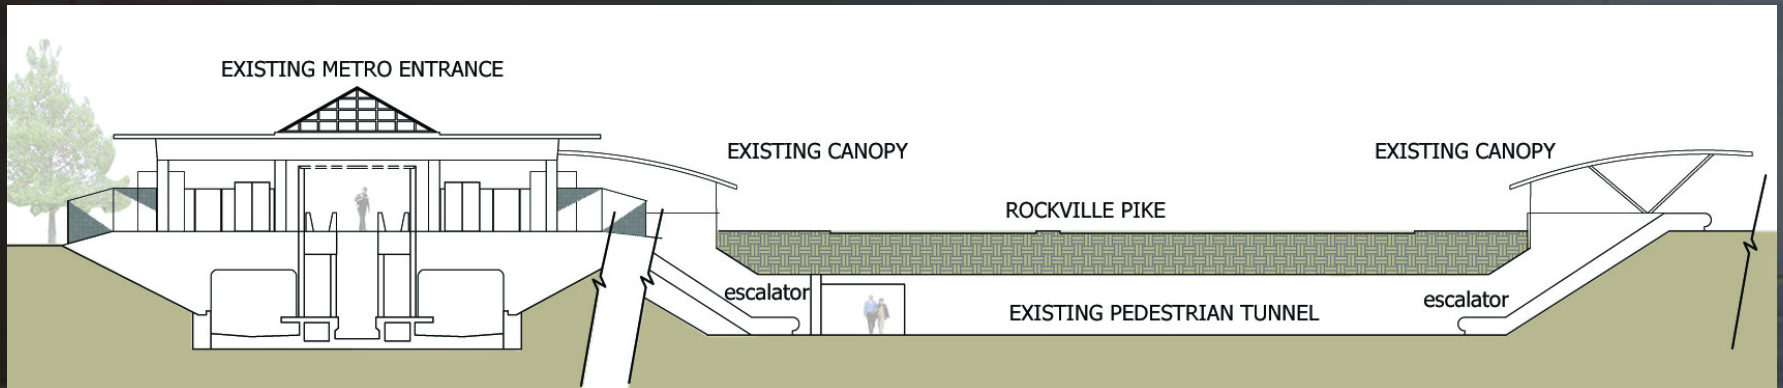 EXISTING METRO ENTRANCE
EXISTING CANOPY
EXISTING CANOPY
ROCKVILLE PIKE
escalator
EXISTING PEDESTRIAN TUNNEL
escalator